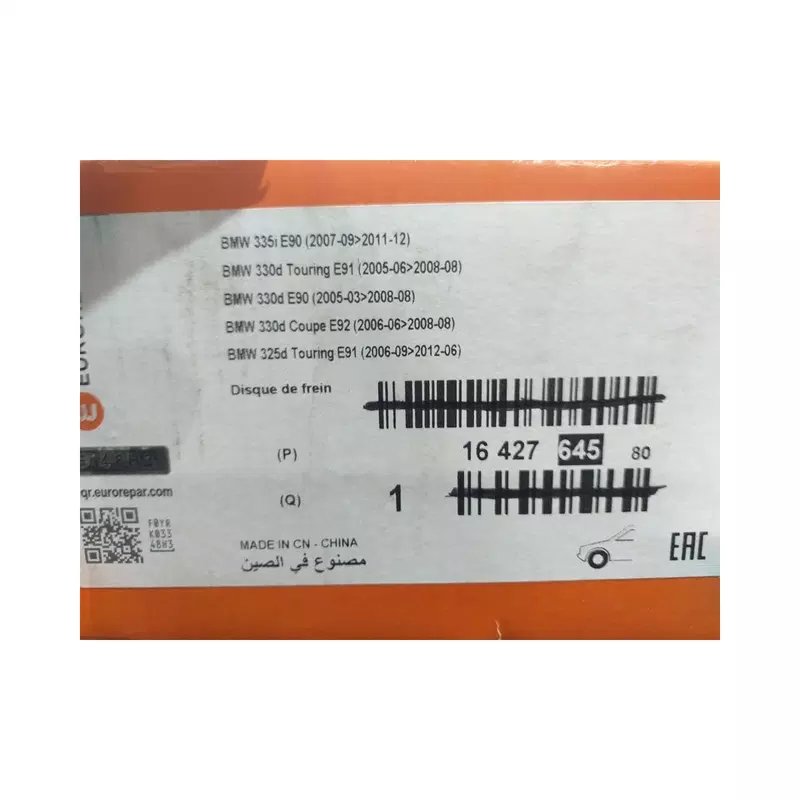 BMW 335i E90 (2007-09>2011-12)
BMW 330d Touring E91 (2005-06>2008-08)
BMW 330d E90 (2005-03>2008-08)
BMW 330d Coupe E92 (2006-06>2008-08)
BMW 325d Touring E91 (2006-09>2012-06)
Disque de frein
(P) 16 427 645 80
qr.eurorepar.com
(Q) 1
F0YR
K033
48H3
MADE IN CN - CHINA
مصنوع في الصين
EAC